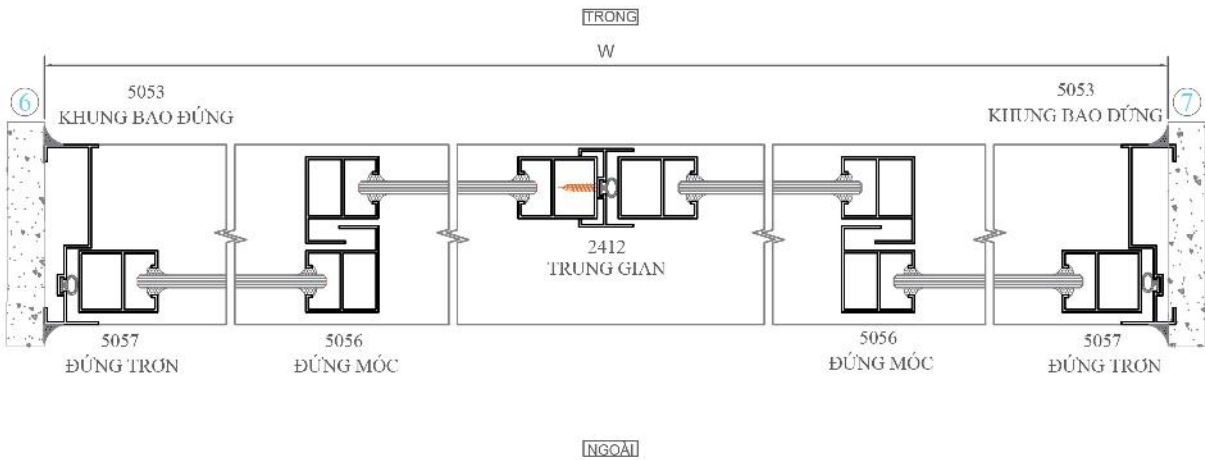 TRONG
W
5053
KHUNG BAO ĐỨNG
5053
KHUNG BAO DỨNG
6
7
2412
TRUNG GIAN
5057
ĐỨNG TRƠN
5056
ĐỨNG MÓC
5056
ĐỨNG MÓC
5057
ĐỨNG TRƠN
NGOÀI